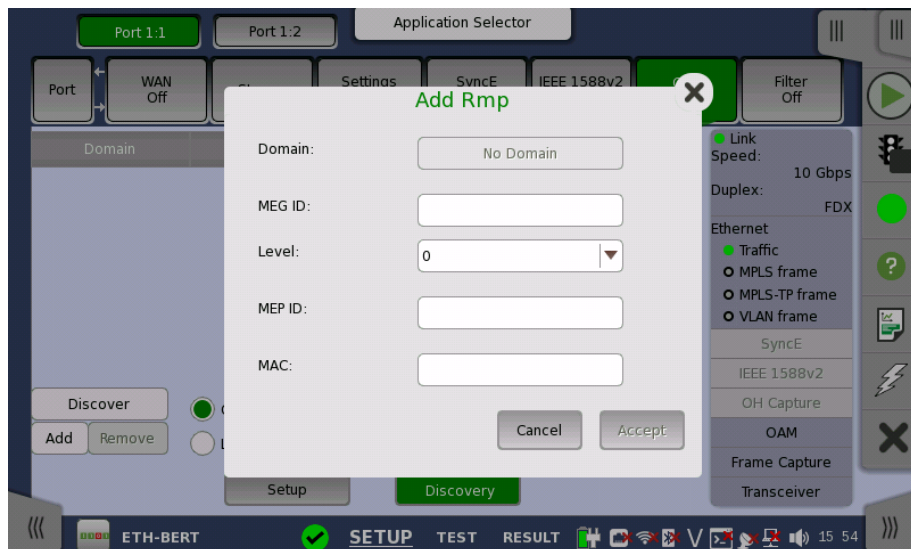 Port 1:1
Port 1:2
Application Selector
Port
WAN
Off
Settings
SyncE
IEEE 1588v2
Filter
Off
Add Rmp
Domain
Domain:
No Domain
MEG ID:
Level:
0
MEP ID:
MAC:
Cancel
Accept
Link
Speed:
10 Gbps
Duplex:
FDX
Ethernet
Traffic
MPLS frame
MPLS-TP frame
VLAN frame
SyncE
IEEE 1588v2
OH Capture
OAM
Frame Capture
Transceiver
Discover
Add
Remove
Setup
Discovery
ETH-BERT
SETUP
TEST
RESULT
15 54